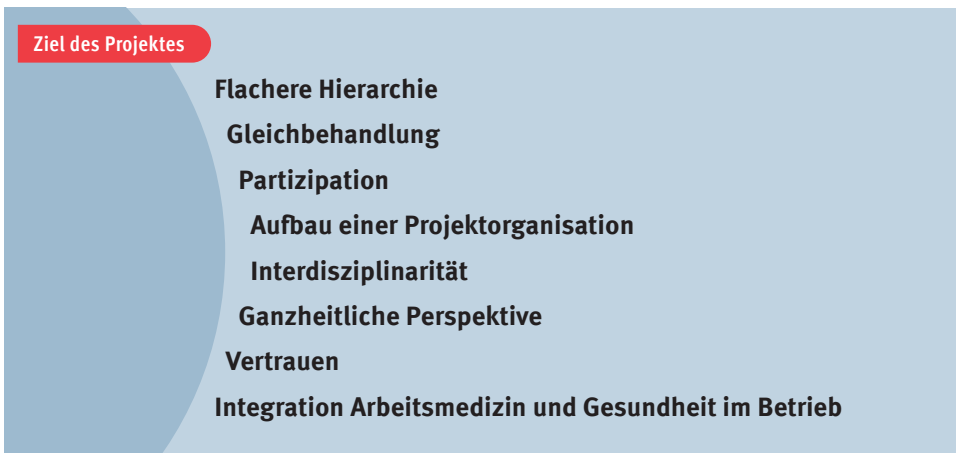 Ziel des Projektes
Flachere Hierarchie
Gleichbehandlung
Partizipation
Aufbau einer Projektorganisation
Interdisziplinarität
Ganzheitliche Perspektive
Vertrauen
Integration Arbeitsmedizin und Gesundheit im Betrieb